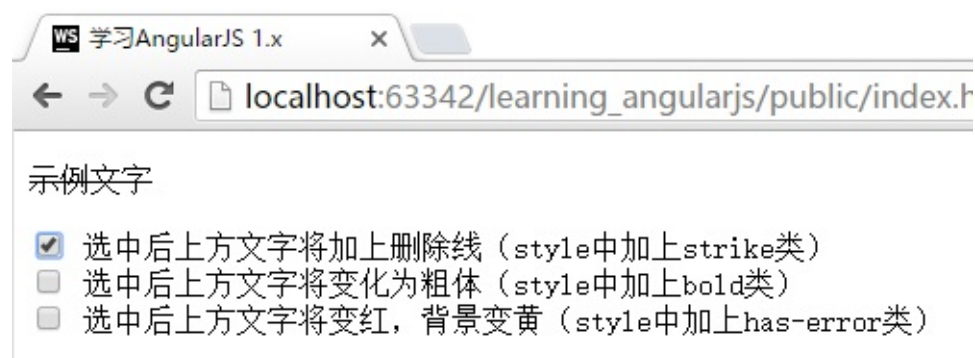 WS 学习AngularJS 1.x
localhost:63342/learning_angularjs/public/index.h
示例文字
选中后上方文字将加上删除线（style中加上strike类）
选中后上方文字将变化为粗体（style中加上bold类）
选中后上方文字将变红，背景变黄（style中加上has-error类）